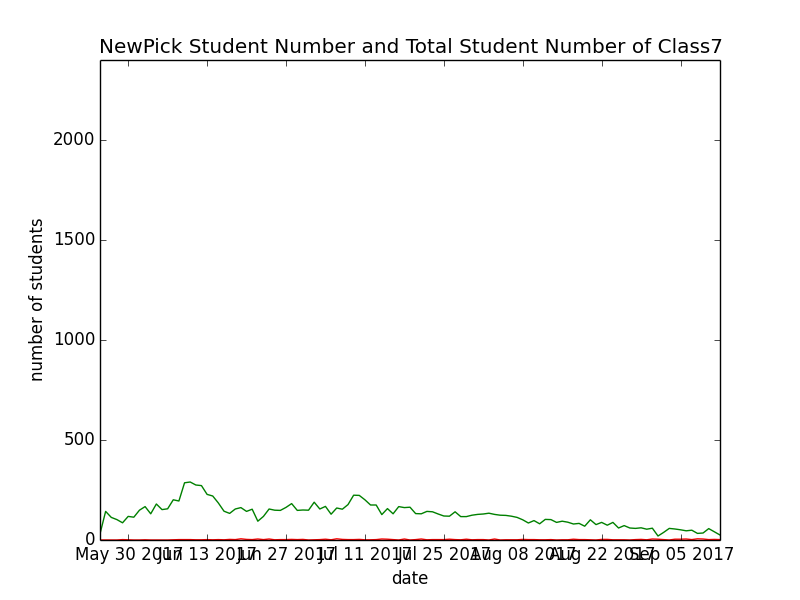 NewPick Student Number and Total Student Number of Class7
2000
1500
1000
500
0
number of students
May 30 2017 Jun 13 2017 Jun 27 2017 Jul 11 2017 Jul 25 2017 Aug 08 2017 Aug 22 2017 Sep 05 2017
date